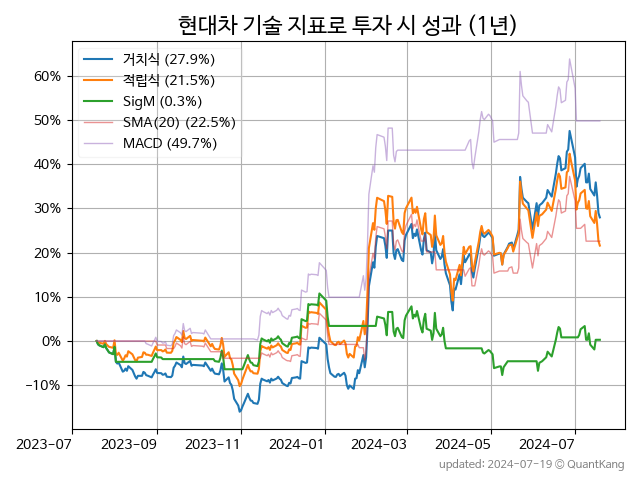 현대차 기술 지표로 투자 시 성과 (1년)
거치식 (27.9%)
적립식 (21.5%)
SigM (0.3%)
SMA(20) (22.5%)
MACD (49.7%)
60%
50%
40%
30%
20%
10%
0%
−10%
2023-07 2023-09 2023-11 2024-01 2024-03 2024-05 2024-07
updated: 2024-07-19 © QuantKang